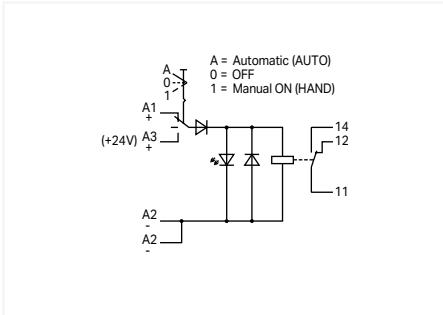 A
0
1
A = Automatic (AUTO)
0 = OFF
1 = Manual ON (HAND)
A1
+
(+24V) A3
+
14
12
11
A2
-
A2
-